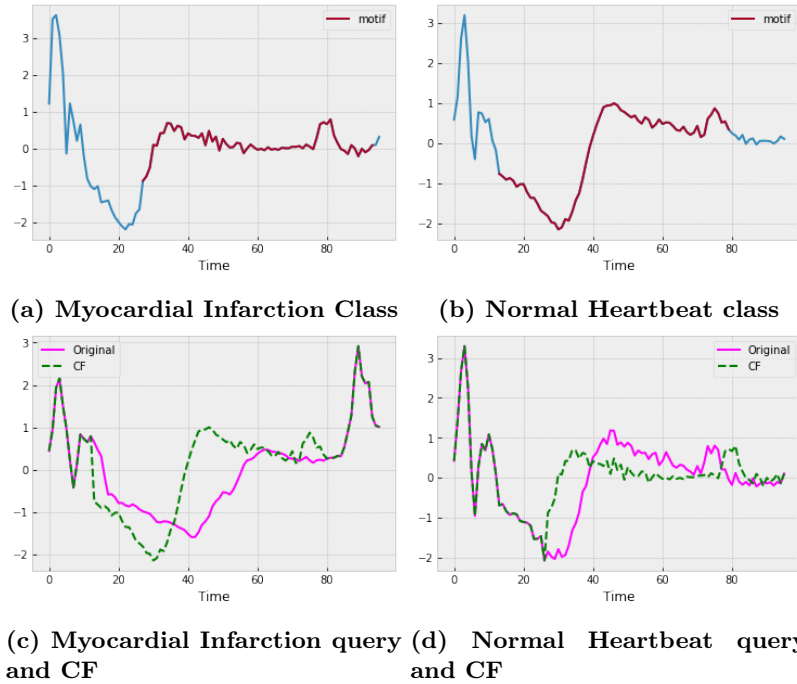 motif
3
2
1
0
−1
−2
0
20
40
60
80
Time
(a) Myocardial Infarction Class
motif
3
2
1
0
−1
−2
0
20
40
60
80
Time
(b) Normal Heartbeat class
Original
CF
3
2
1
0
−1
−2
0
20
40
60
80
Time
(c) Myocardial Infarction query
and CF
Original
CF
3
2
1
0
−1
−2
0
20
40
60
80
Time
(d) Normal Heartbeat query
and CF